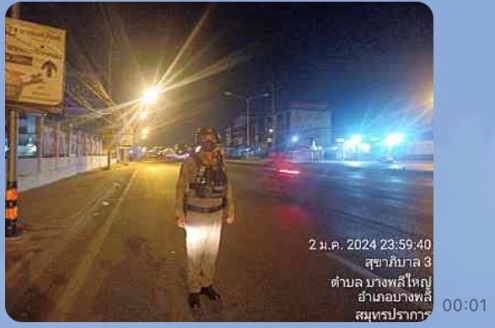 2 ม.ค. 2024 23:59:40
สุขาภิบาล 3
ตำบล บางพลีใหญ่
อำเภอบางพลี
สมุทรปราการ
00:01